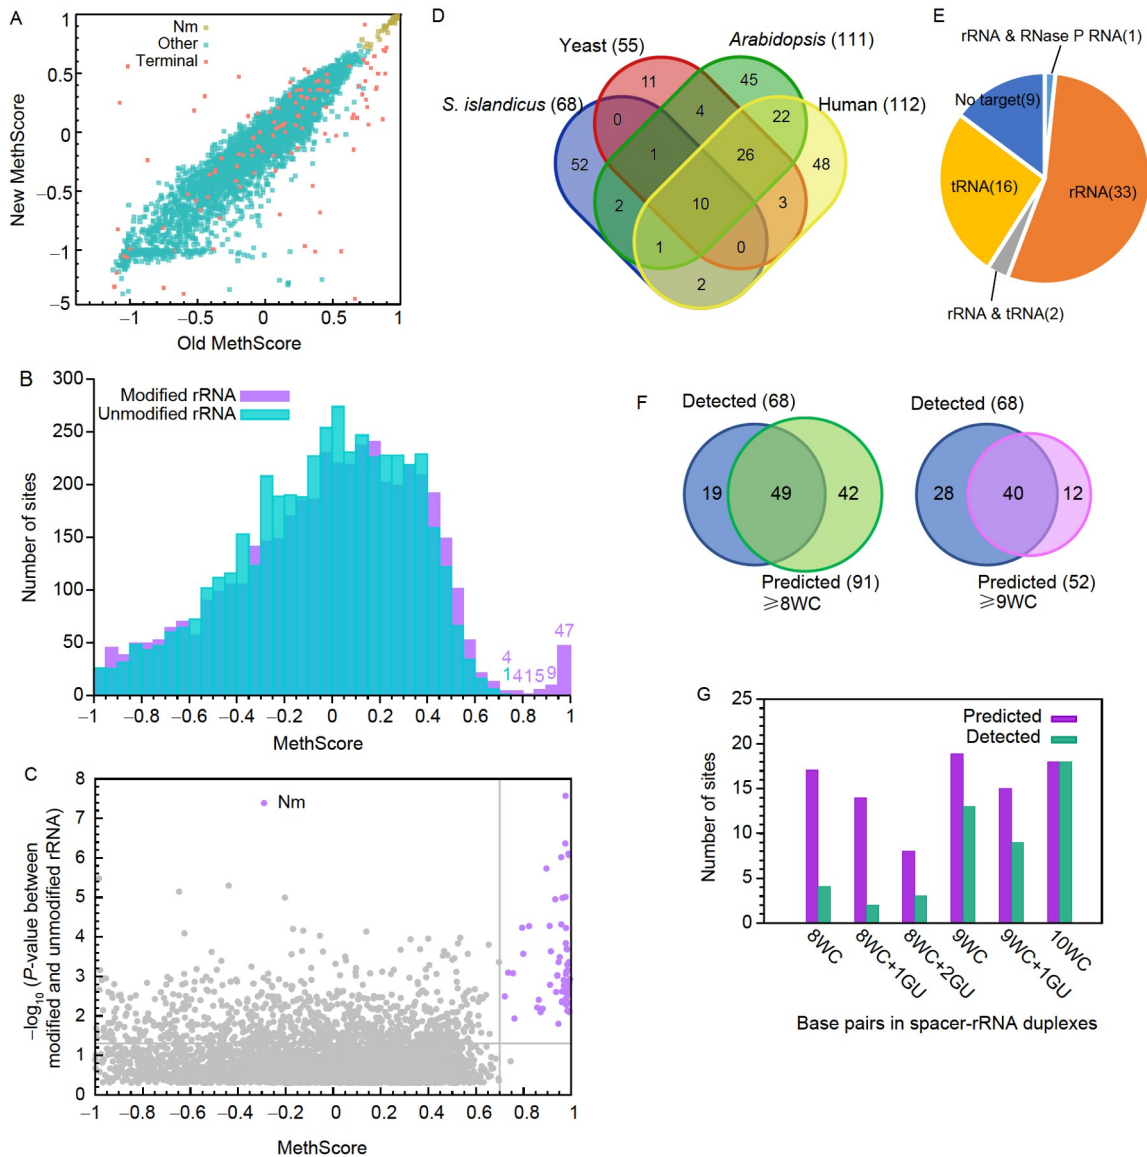 A
New MethScore
1
0.5
0
−0.5
−1
−5
Nm
Other
Terminal
−1
−0.5
0
0.5
1
Old MethScore
B
Number of sites
300
250
200
150
100
50
0
Modified rRNA
Unmodified rRNA
47
4
1
4
1
5
9
−1
−0.8
−0.6
−0.4
−0.2
0
0.2
0.4
0.6
0.8
1
MethScore
C
−log10 (P-value between
modified and unmodified rRNA)
8
7
6
5
4
3
2
1
0
Nm
−1
−0.8
−0.6
−0.4
−0.2
0
0.2
0.4
0.6
0.8
1
MethScore
D
Yeast (55)
Arabidopsis (111)
S. islandicus (68)
Human (112)
11
45
0
4
22
52
1
26
48
2
10
3
1
0
2
E
rRNA & RNase P RNA(1)
No target(9)
tRNA(16)
rRNA(33)
rRNA & tRNA(2)
F
Detected (68)
19
49
42
Predicted (91)
≥8WC
Detected (68)
28
40
12
Predicted (52)
≥9WC
G
Number of sites
25
20
15
10
5
0
Predicted
Detected
8WC
8WC+1GU
8WC+2GU
9WC
9WC+1GU
10WC
Base pairs in spacer-rRNA duplexes